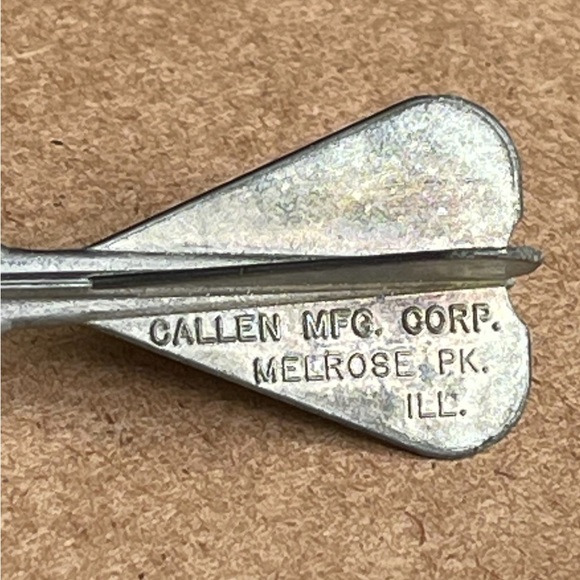 CALLEN MFG. CORP.
MELROSE PK.
ILL.